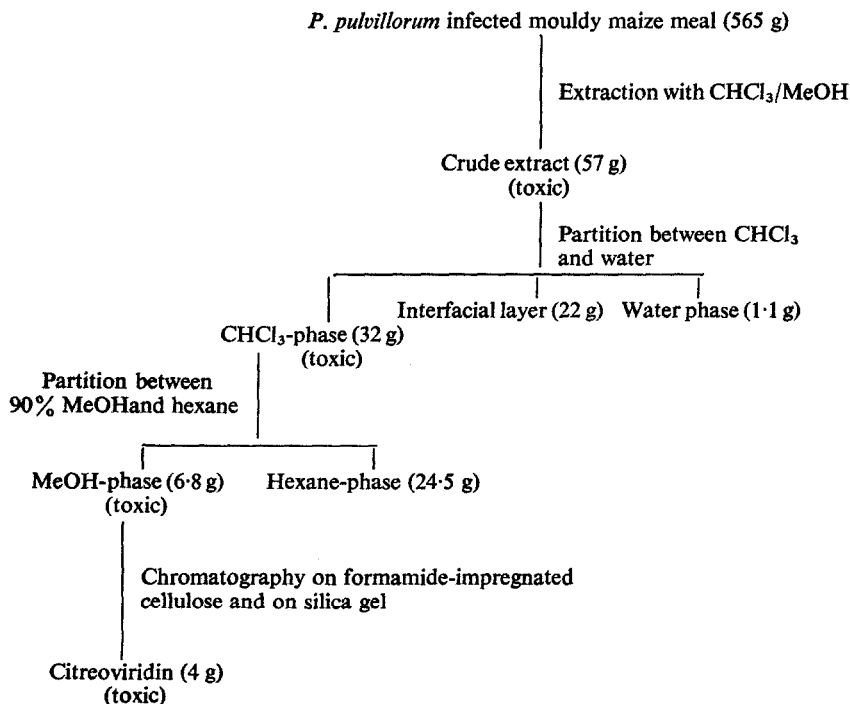 P. pulvillorum infected mouldy maize meal (565 g)
Extraction with CHCl₃/MeOH
Crude extract (57 g)
(toxic)
Partition between CHCl₃
and water
Interfacial layer (22 g) Water phase (1·1 g)
CHCl₃-phase (32 g)
(toxic)
Partition between
90% MeOHand hexane
MeOH-phase (6·8 g) Hexane-phase (24·5 g)
(toxic)
Chromatography on formamide-impregnated
cellulose and on silica gel
Citreoviridin (4 g)
(toxic)